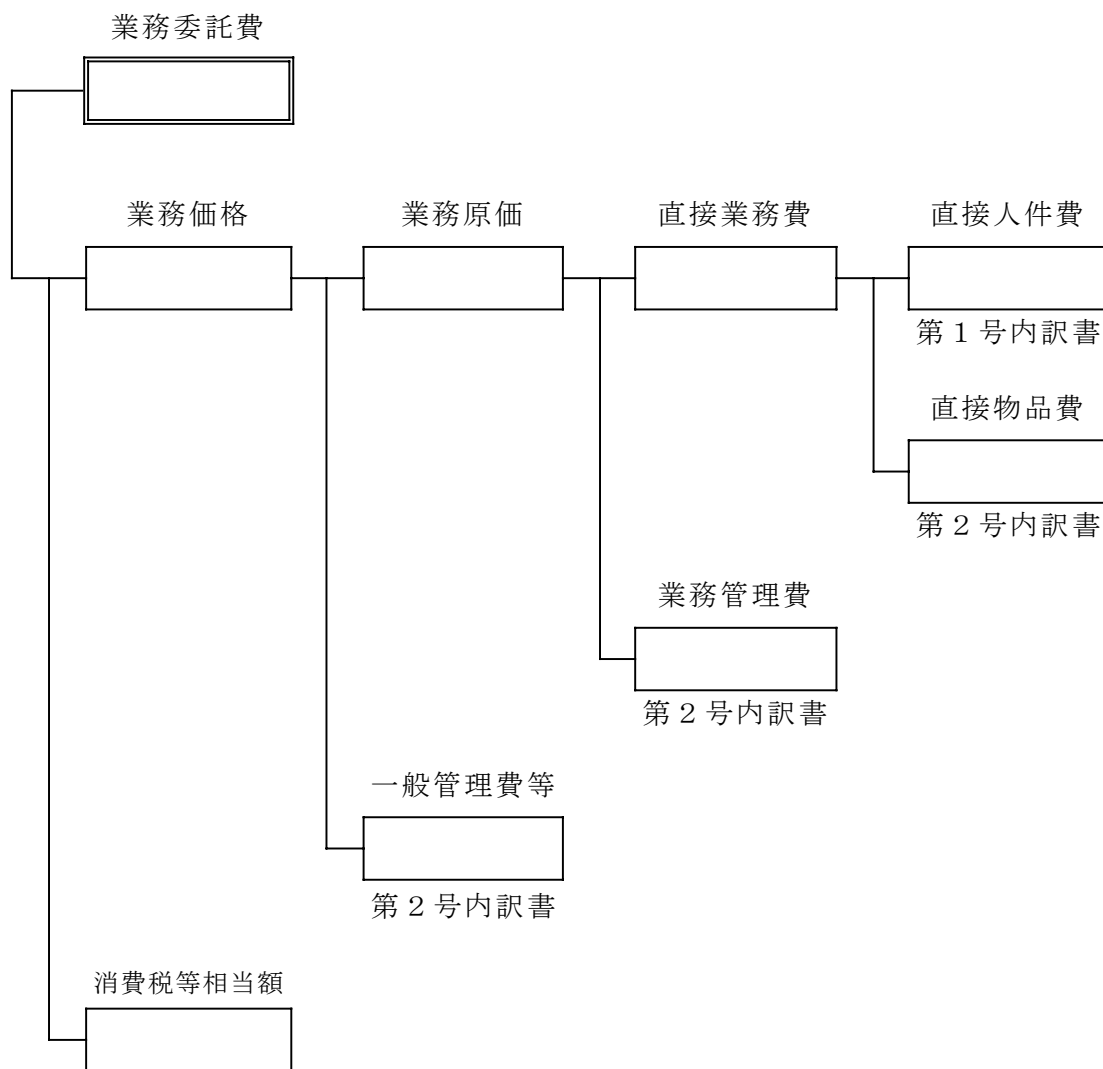 業務委託費
業務価格
業務原価
直接業務費
直接人件費
第１号内訳書
直接物品費
第２号内訳書
業務管理費
第２号内訳書
一般管理費等
第２号内訳書
消費税等相当額